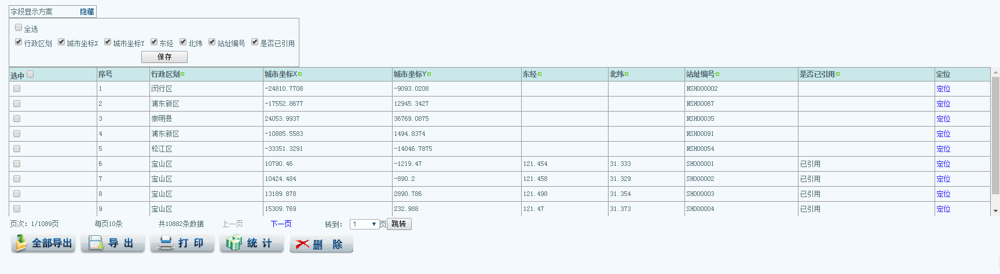 字段显示方案 隐藏
全选
行政区划 城市坐标X 城市坐标Y 东经 北纬 站址编号 是否已引用
保存
选中 序号 行政区划 城市坐标X 城市坐标Y 东经 北纬 站址编号 是否已引用 定位
1 闵行区 -24810.7708 -9093.0208 NSH000002 定位
2 浦东新区 -17552.8677 12945.3427 NSH00067 定位
3 崇明县 24053.9937 36769.0875 NSH00035 定位
4 浦东新区 -10885.5583 1494.8374 NSH00091 定位
5 松江区 -33351.3291 -14046.7875 NSH00054 定位
6 宝山区 10790.46 -1219.47 121.454 31.333 SH000001 已引用 定位
7 宝山区 10424.484 -890.2 121.458 31.329 SH000002 已引用 定位
8 宝山区 13189.878 2890.786 121.498 31.354 SH000003 已引用 定位
9 宝山区 15309.769 232.988 121.47 31.373 SH000004 已引用 定位
页次: 1/1089页 每页10条 共10882条数据 上一页 下一页 转到: 1 页 跳转
全部导出 导 出 打 印 统 计 删 除